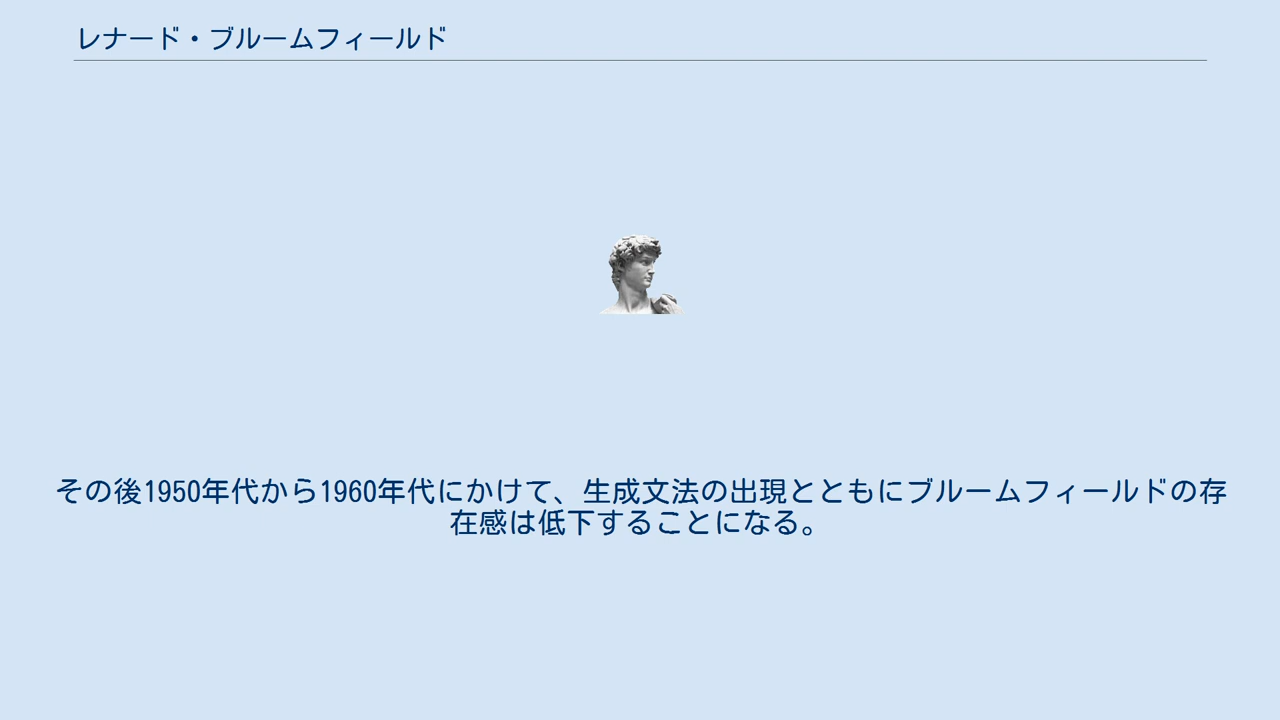 レナード・ブルームフィールド
その後1950年代から1960年代にかけて、生成文法の出現とともにブルームフィールドの存
在感は低下することになる。